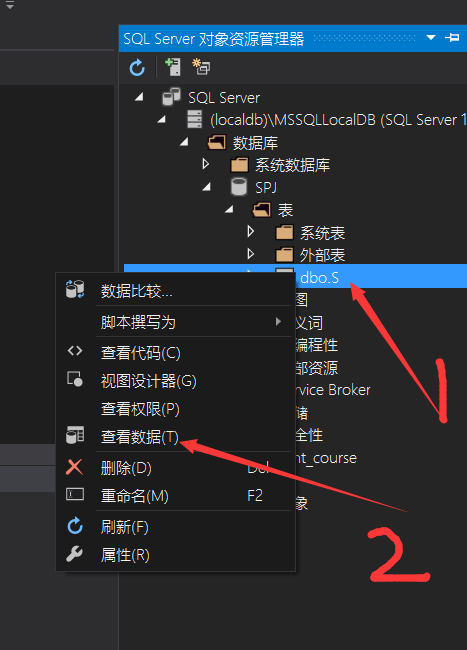 SQL Server 对象资源管理器
SQL Server
(localdb)\MSSQLLocalDB (SQL Server 1
数据库
系统数据库
SPJ
表
系统表
外部表
dbo.S
图
义词
编程性
部资源
rvice Broker
储
全性
nt_course
象
数据比较...
脚本撰写为
查看代码(C)
视图设计器(G)
查看权限(P)
查看数据(T)
删除(D) Del
重命名(M) F2
刷新(F)
属性(R)
1
2